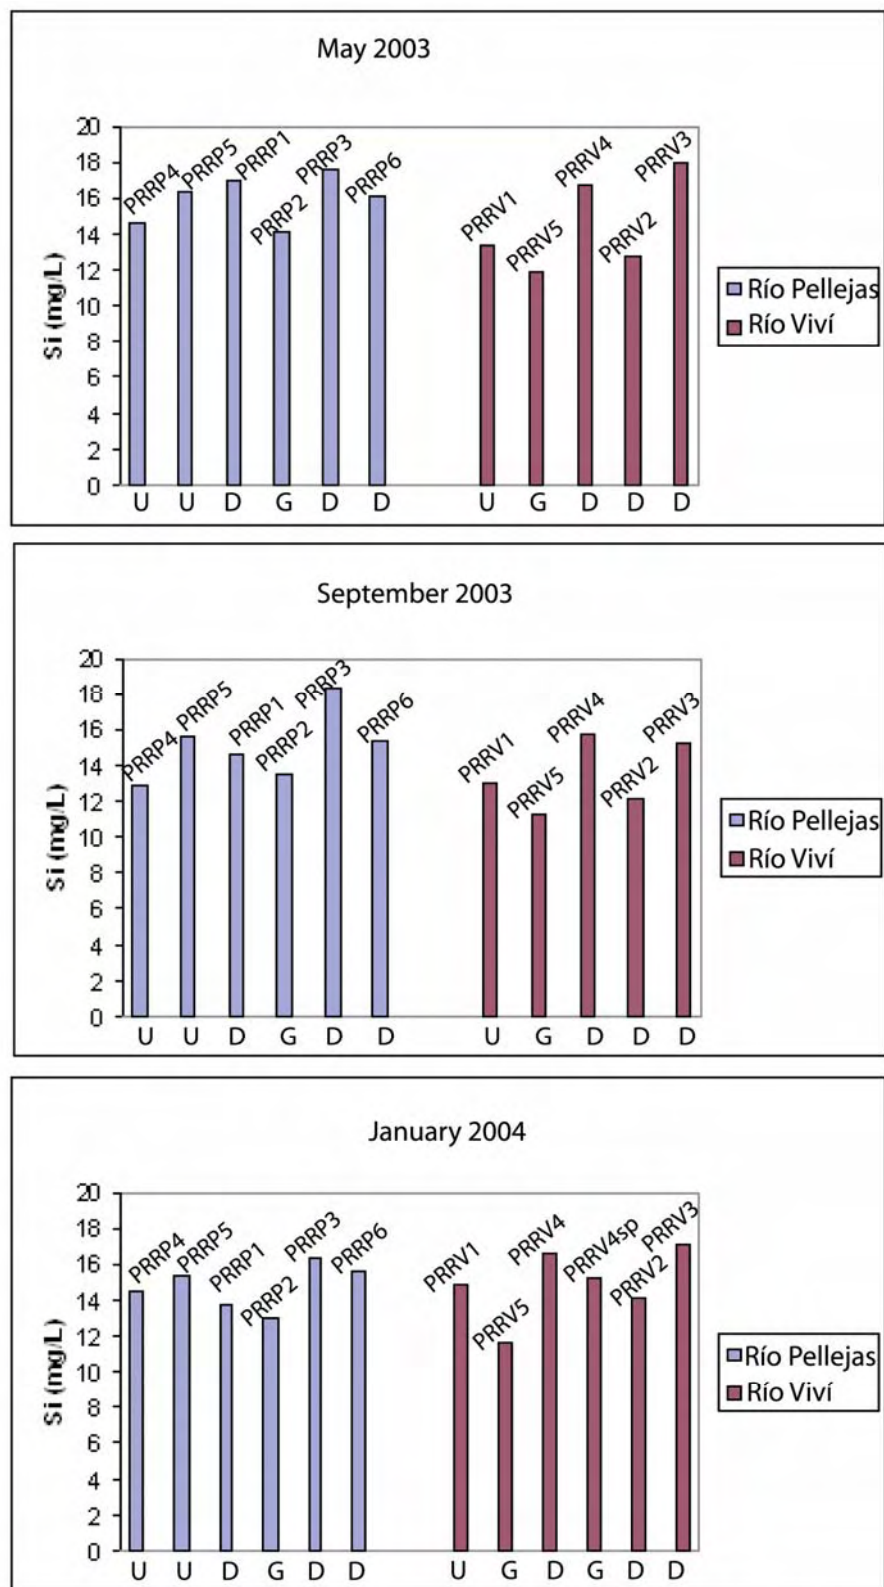 May 2003
Si (mg/L)
20
18
16
14
12
10
8
6
4
2
0
PRRP4
PRRP5
PRRP1
PRRP2
PRRP3
PRRP6
PRRV1
PRRV5
PRRV4
PRRV2
PRRV3
U U D G D D U G D D D
Río Pellejas
Río Viví
September 2003
Si (mg/L)
20
18
16
14
12
10
8
6
4
2
0
PRRP4
PRRP5
PRRP1
PRRP2
PRRP3
PRRP6
PRRV1
PRRV5
PRRV4
PRRV2
PRRV3
U U D G D D U G D D D
Río Pellejas
Río Viví
January 2004
Si (mg/L)
20
18
16
14
12
10
8
6
4
2
0
PRRP4
PRRP5
PRRP1
PRRP2
PRRP3
PRRP6
PRRV1
PRRV5
PRRV4
PRRV4sp
PRRV2
PRRV3
U U D G D D U G D G D D
Río Pellejas
Río Viví